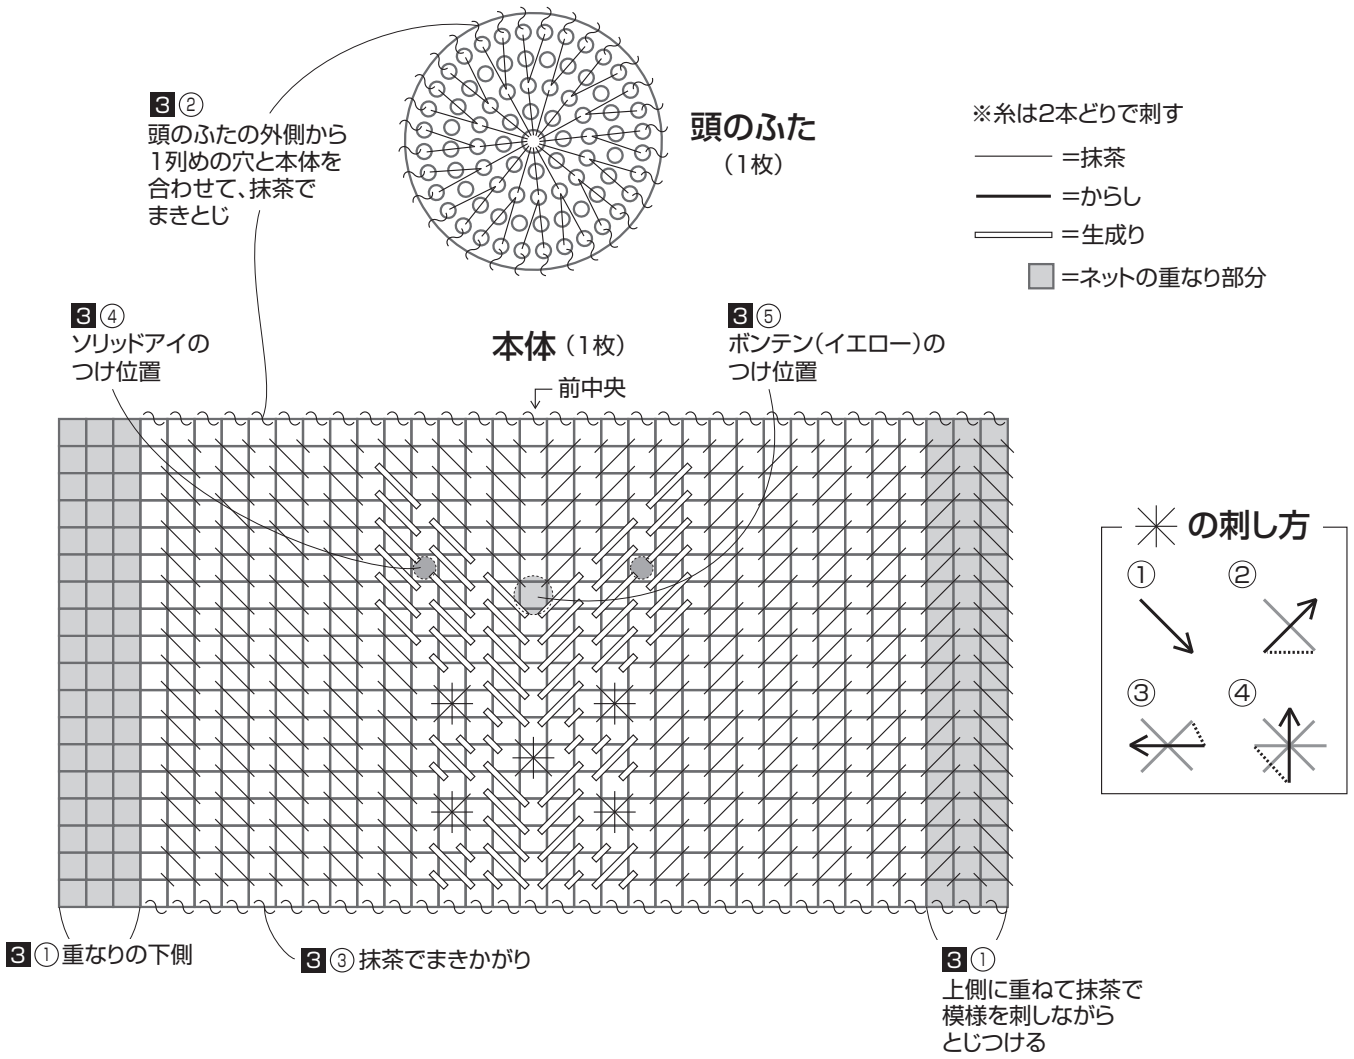 3②
頭のふたの外側から
1列めの穴と本体を
合わせて、抹茶で
まきとじ
頭のふた
（1枚）
※糸は2本どりで刺す
＝抹茶
＝からし
＝生成り
＝ネットの重なり部分
3④
ソリッドアイの
つけ位置
本体（1枚）
前中央
3⑤
ボンテン（イエロー）の
つけ位置
の刺し方
①
②
③
④
3①重なりの下側
3③抹茶でまきかがり
3①
上側に重ねて抹茶で
模様を刺しながら
とじつける